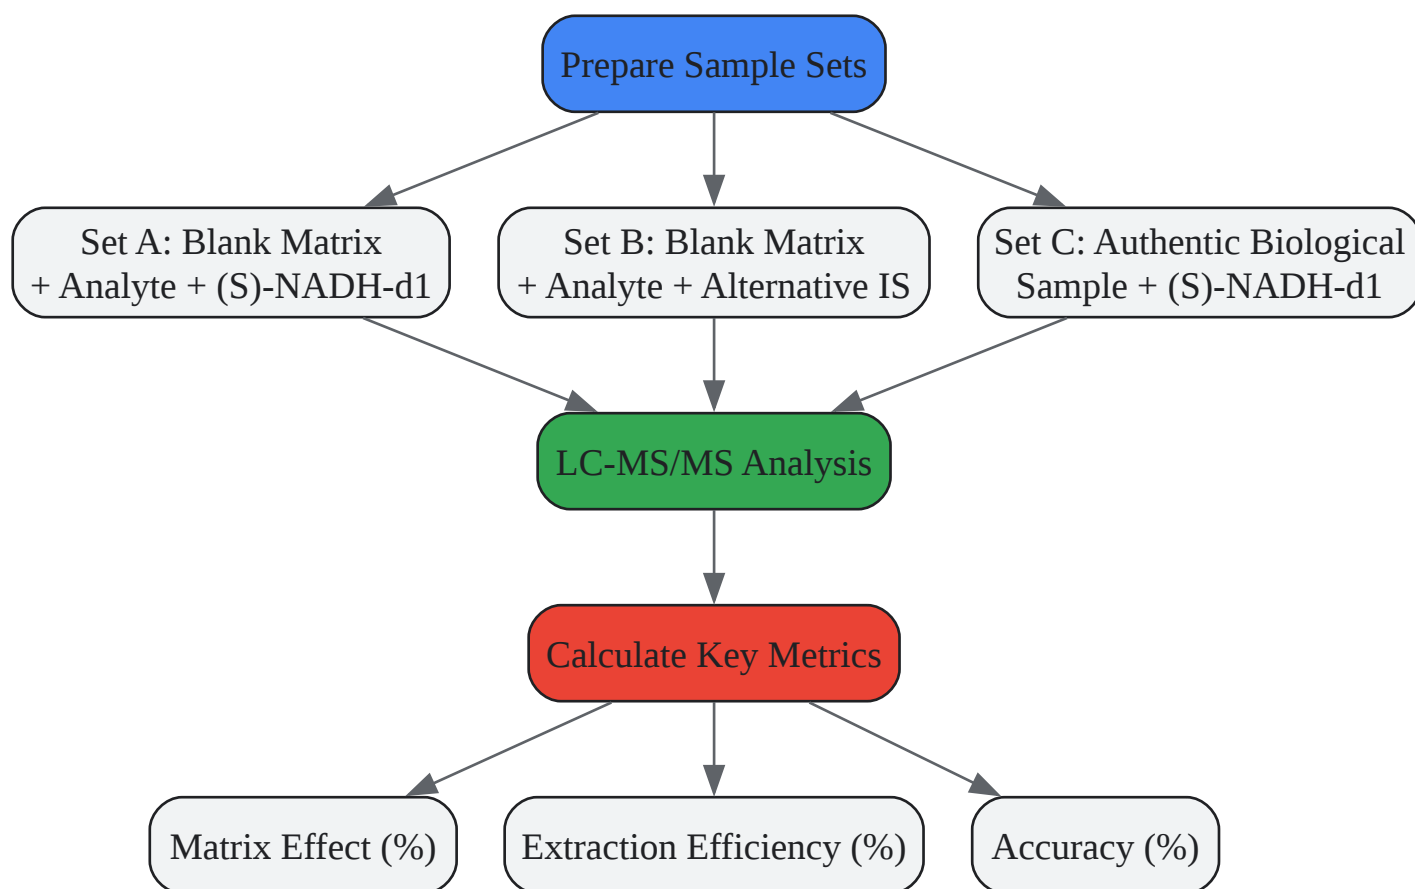 Prepare Sample Sets
Set A: Blank Matrix
+ Analyte + (S)-NADH-d1
Set B: Blank Matrix
+ Analyte + Alternative IS
Set C: Authentic Biological
Sample + (S)-NADH-d1
LC-MS/MS Analysis
Calculate Key Metrics
Matrix Effect (%)
Extraction Efficiency (%)
Accuracy (%)